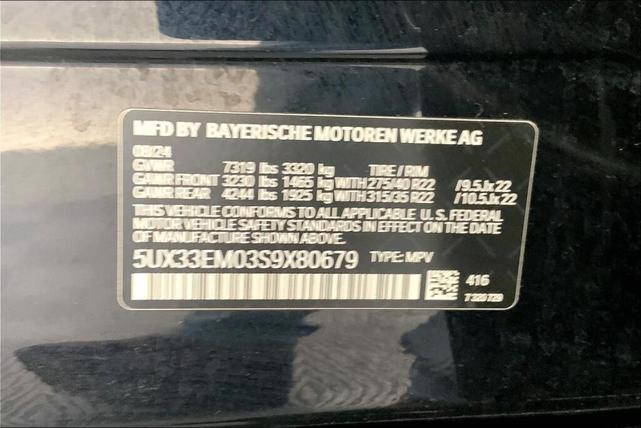 MFD BY BAYERISCHE MOTOREN WERKE AG
08/24
GVWR 7319 lbs 3320 kg TIRE / RIM
GAWR FRONT 3230 lbs 1465 kg WITH 275/40 R22 /9.5Jx22
GAWR REAR 4244 lbs 1925 kg WITH 315/35 R22 /10.5Jx22
THIS VEHICLE CONFORMS TO ALL APPLICABLE U. S. FEDERAL
MOTOR VEHICLE SAFETY STANDARDS IN EFFECT ON THE
DATE OF MANUFACTURE SHOWN ABOVE.
5UX33EM03S9X80679 TYPE: MPV
416